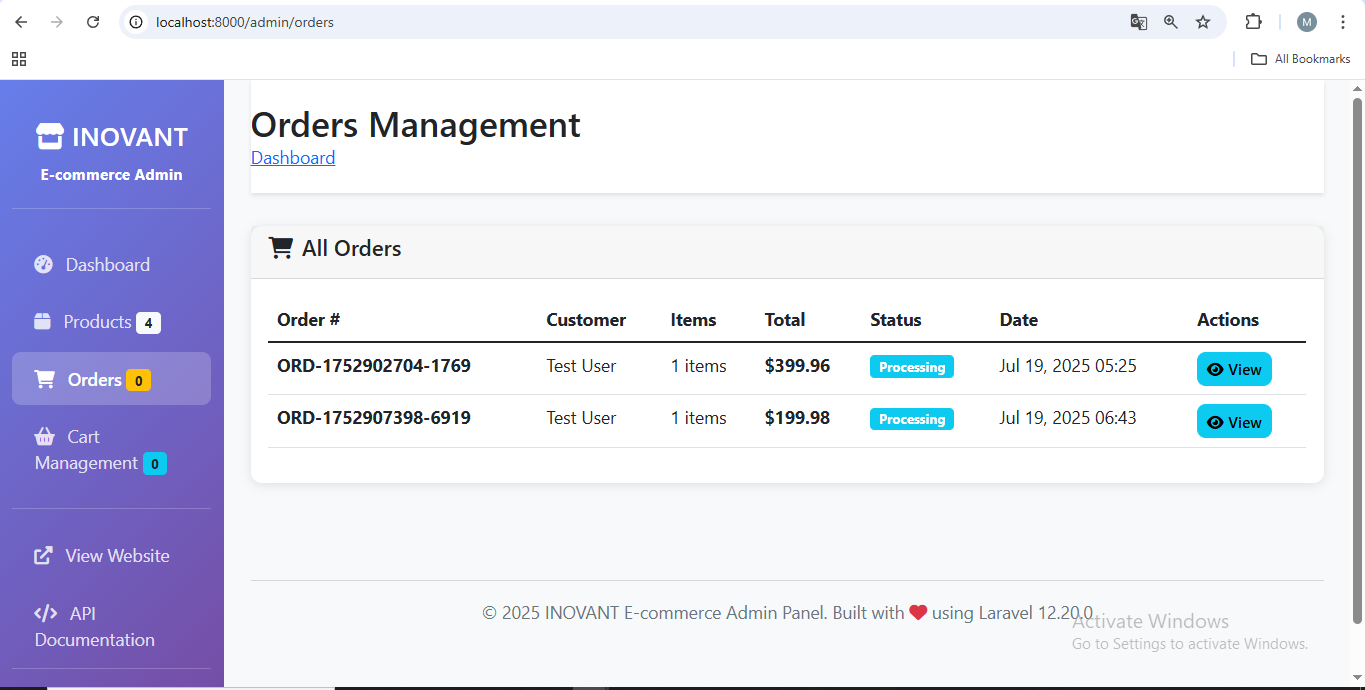 localhost:8000/admin/orders
M
All Bookmarks
INOVANT
E-commerce Admin
Dashboard
Products 4
Orders 0
Cart
Management 0
View Website
API
Documentation
Orders Management
Dashboard
All Orders
Order # Customer Items Total Status Date Actions
ORD-1752902704-1769 Test User 1 items $399.96 Processing Jul 19, 2025 05:25 View
ORD-1752907398-6919 Test User 1 items $199.98 Processing Jul 19, 2025 06:43 View
© 2025 INOVANT E-commerce Admin Panel. Built with ❤ using Laravel 12.20.0
Activate Windows
Go to Settings to activate Windows.